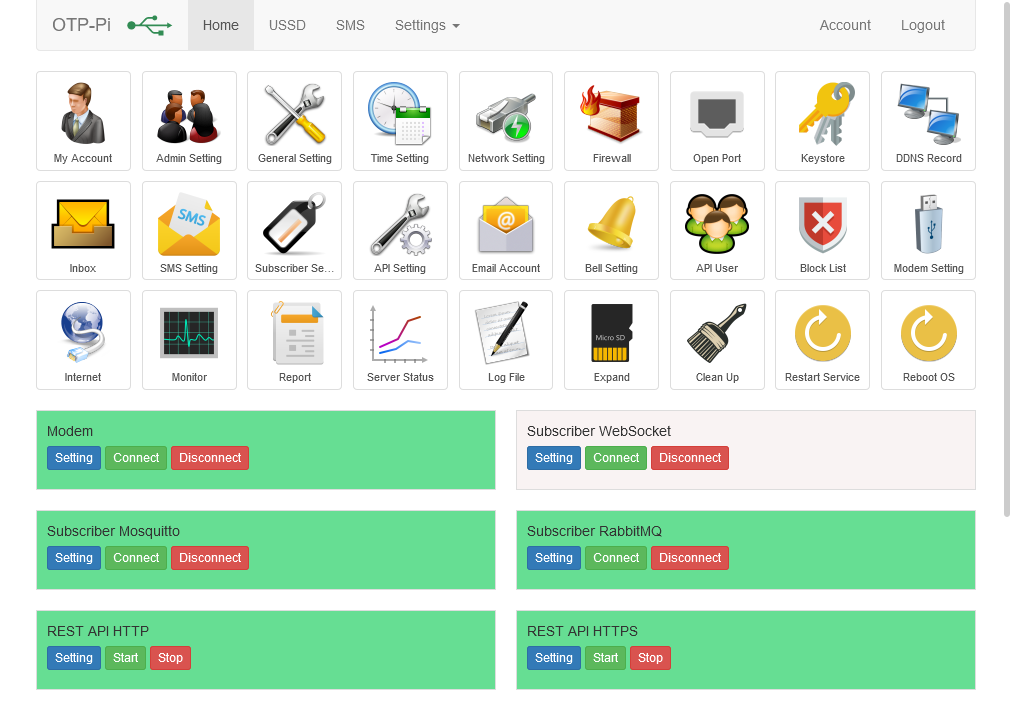 OTP-Pi Home USSD SMS Settings Account Logout
My Account Admin Setting General Setting Time Setting Network Setting Firewall Open Port Keystore DDNS Record
SMS
@
Inbox SMS Setting Subscriber Se... API Setting Email Account Bell Setting API User Block List Modem Setting
Micro SD
Internet Monitor Report Server Status Log File Expand Clean Up Restart Service Reboot OS
Modem
Setting Connect Disconnect
Subscriber WebSocket
Setting Connect Disconnect
Subscriber Mosquitto
Setting Connect Disconnect
Subscriber RabbitMQ
Setting Connect Disconnect
REST API HTTP
Setting Start Stop
REST API HTTPS
Setting Start Stop